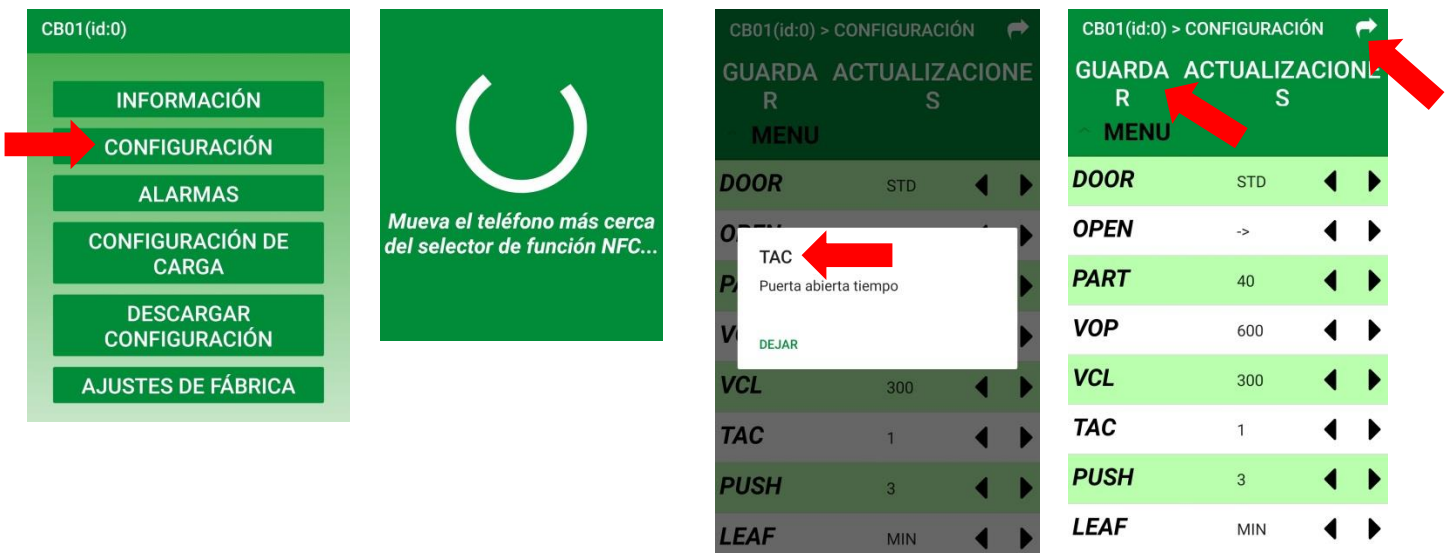 CB01(id:0)
INFORMACIÓN
CONFIGURACIÓN
ALARMAS
CONFIGURACIÓN DE
CARGA
DESCARGAR
CONFIGURACIÓN
AJUSTES DE FÁBRICA
Mueva el teléfono más cerca
del selector de función NFC...
CB01(id:0) > CONFIGURACIÓN
GUARDA ACTUALIZACIONE
R S
MENU
DOOR STD
TAC
Puerta abierta tiempo
DEJAR
VCL 300
TAC 1
PUSH 3
LEAF MIN
CB01(id:0) > CONFIGURACIÓN
GUARDA ACTUALIZACIONE
R S
MENU
DOOR STD
OPEN ->
PART 40
VOP 600
VCL 300
TAC 1
PUSH 3
LEAF MIN